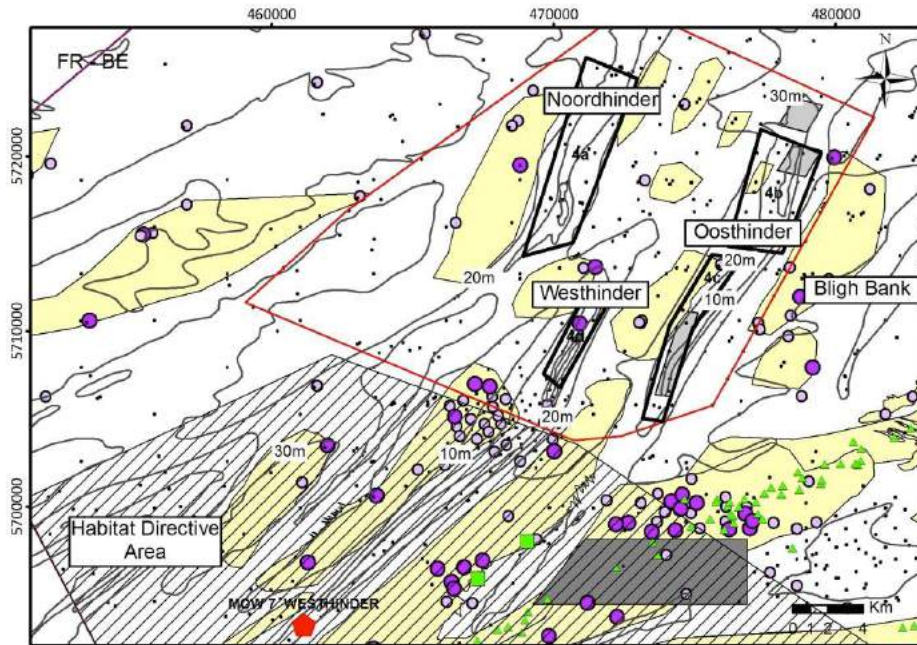 460000
470000
480000
FR - BE
N
Noordhinder
30m
4a
5720000
4b
Oosthinder
20m
20m
4c
Westhinder
10m
Bligh Bank
5710000
4d
20m
30m
10m
5700000
Habitat Directive
Area
MOW 7 WESTHINDER
Km
0 1 2 4